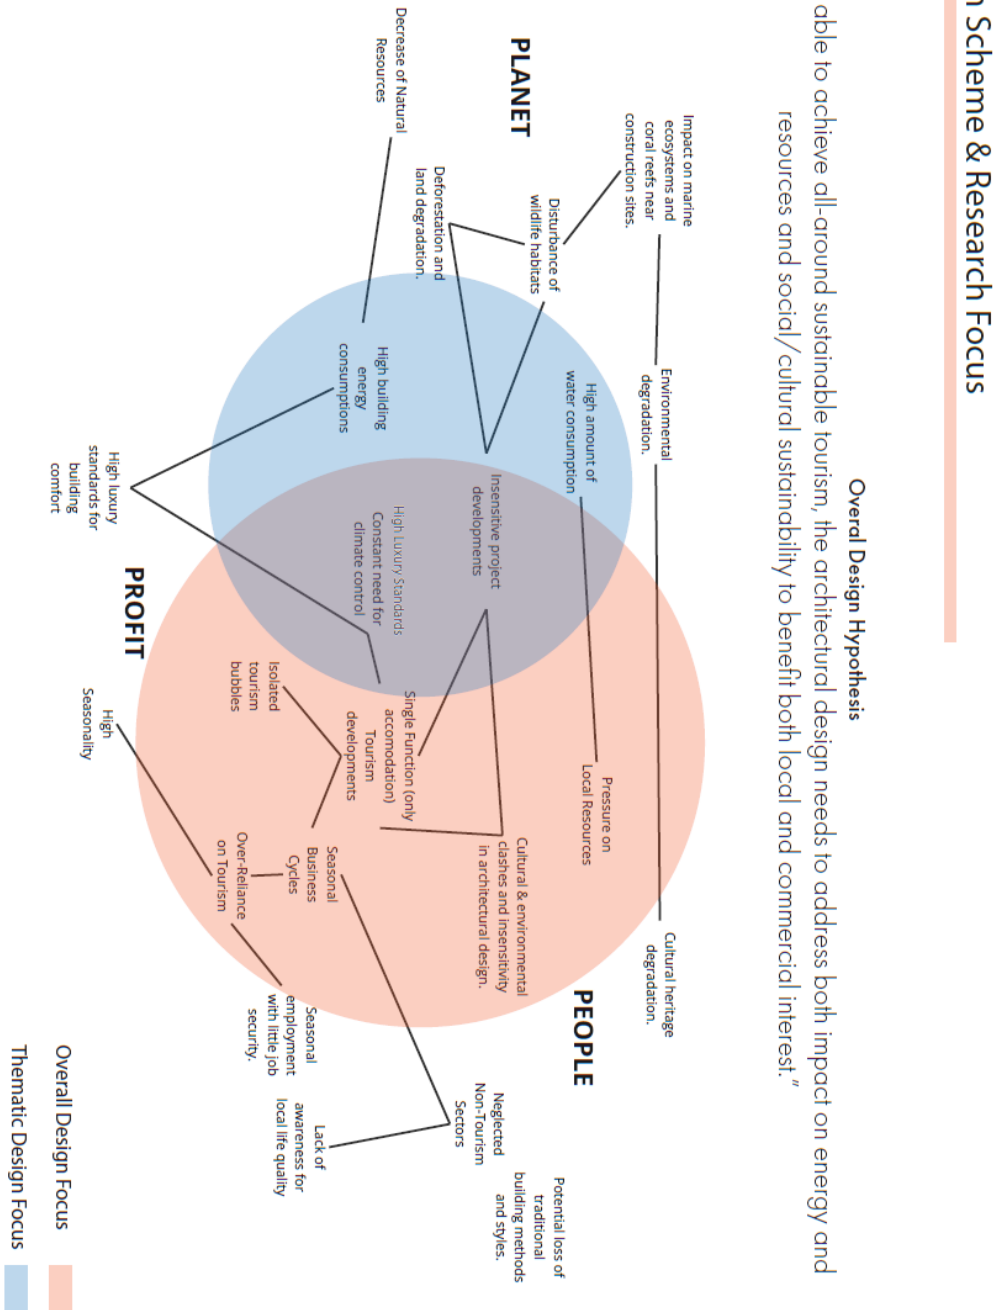 n Scheme & Research Focus
Overal Design Hypothesis
able to achieve all-around sustainable tourism, the architectural design needs to address both impact on energy and
resources and social/cultural sustainability to benefit both local and commercial interest.”
Impact on marine
ecosystems and
coral reefs near
construction sites.
Environmental
degradation.
Cultural heritage
degradation.
PLANET
Disturbance of
wildlife habitats
High amount of
water consumption
Pressure on
Local Resources
PEOPLE
Decrease of Natural
Resources
Deforestation and
land degradation.
Insensitive project
developments
Cultural & environmental
clashes and insensitivity
in architectural design.
Potential loss of
traditional
building methods
and styles.
High building
energy
consumptions
High Luxury Standards
Constant need for
climate control
Single Function (only
accomodation)
Tourism
developments
Neglected
Non-Tourism
Sectors
Isolated
tourism
bubbles
Seasonal
Business
Cycles
Over-Reliance
on Tourism
Seasonal
employment
with little job
security.
Lack of
awareness for
local life quality
High luxury
standards for
building
comfort
PROFIT
High
Seasonality
Overall Design Focus
Thematic Design Focus